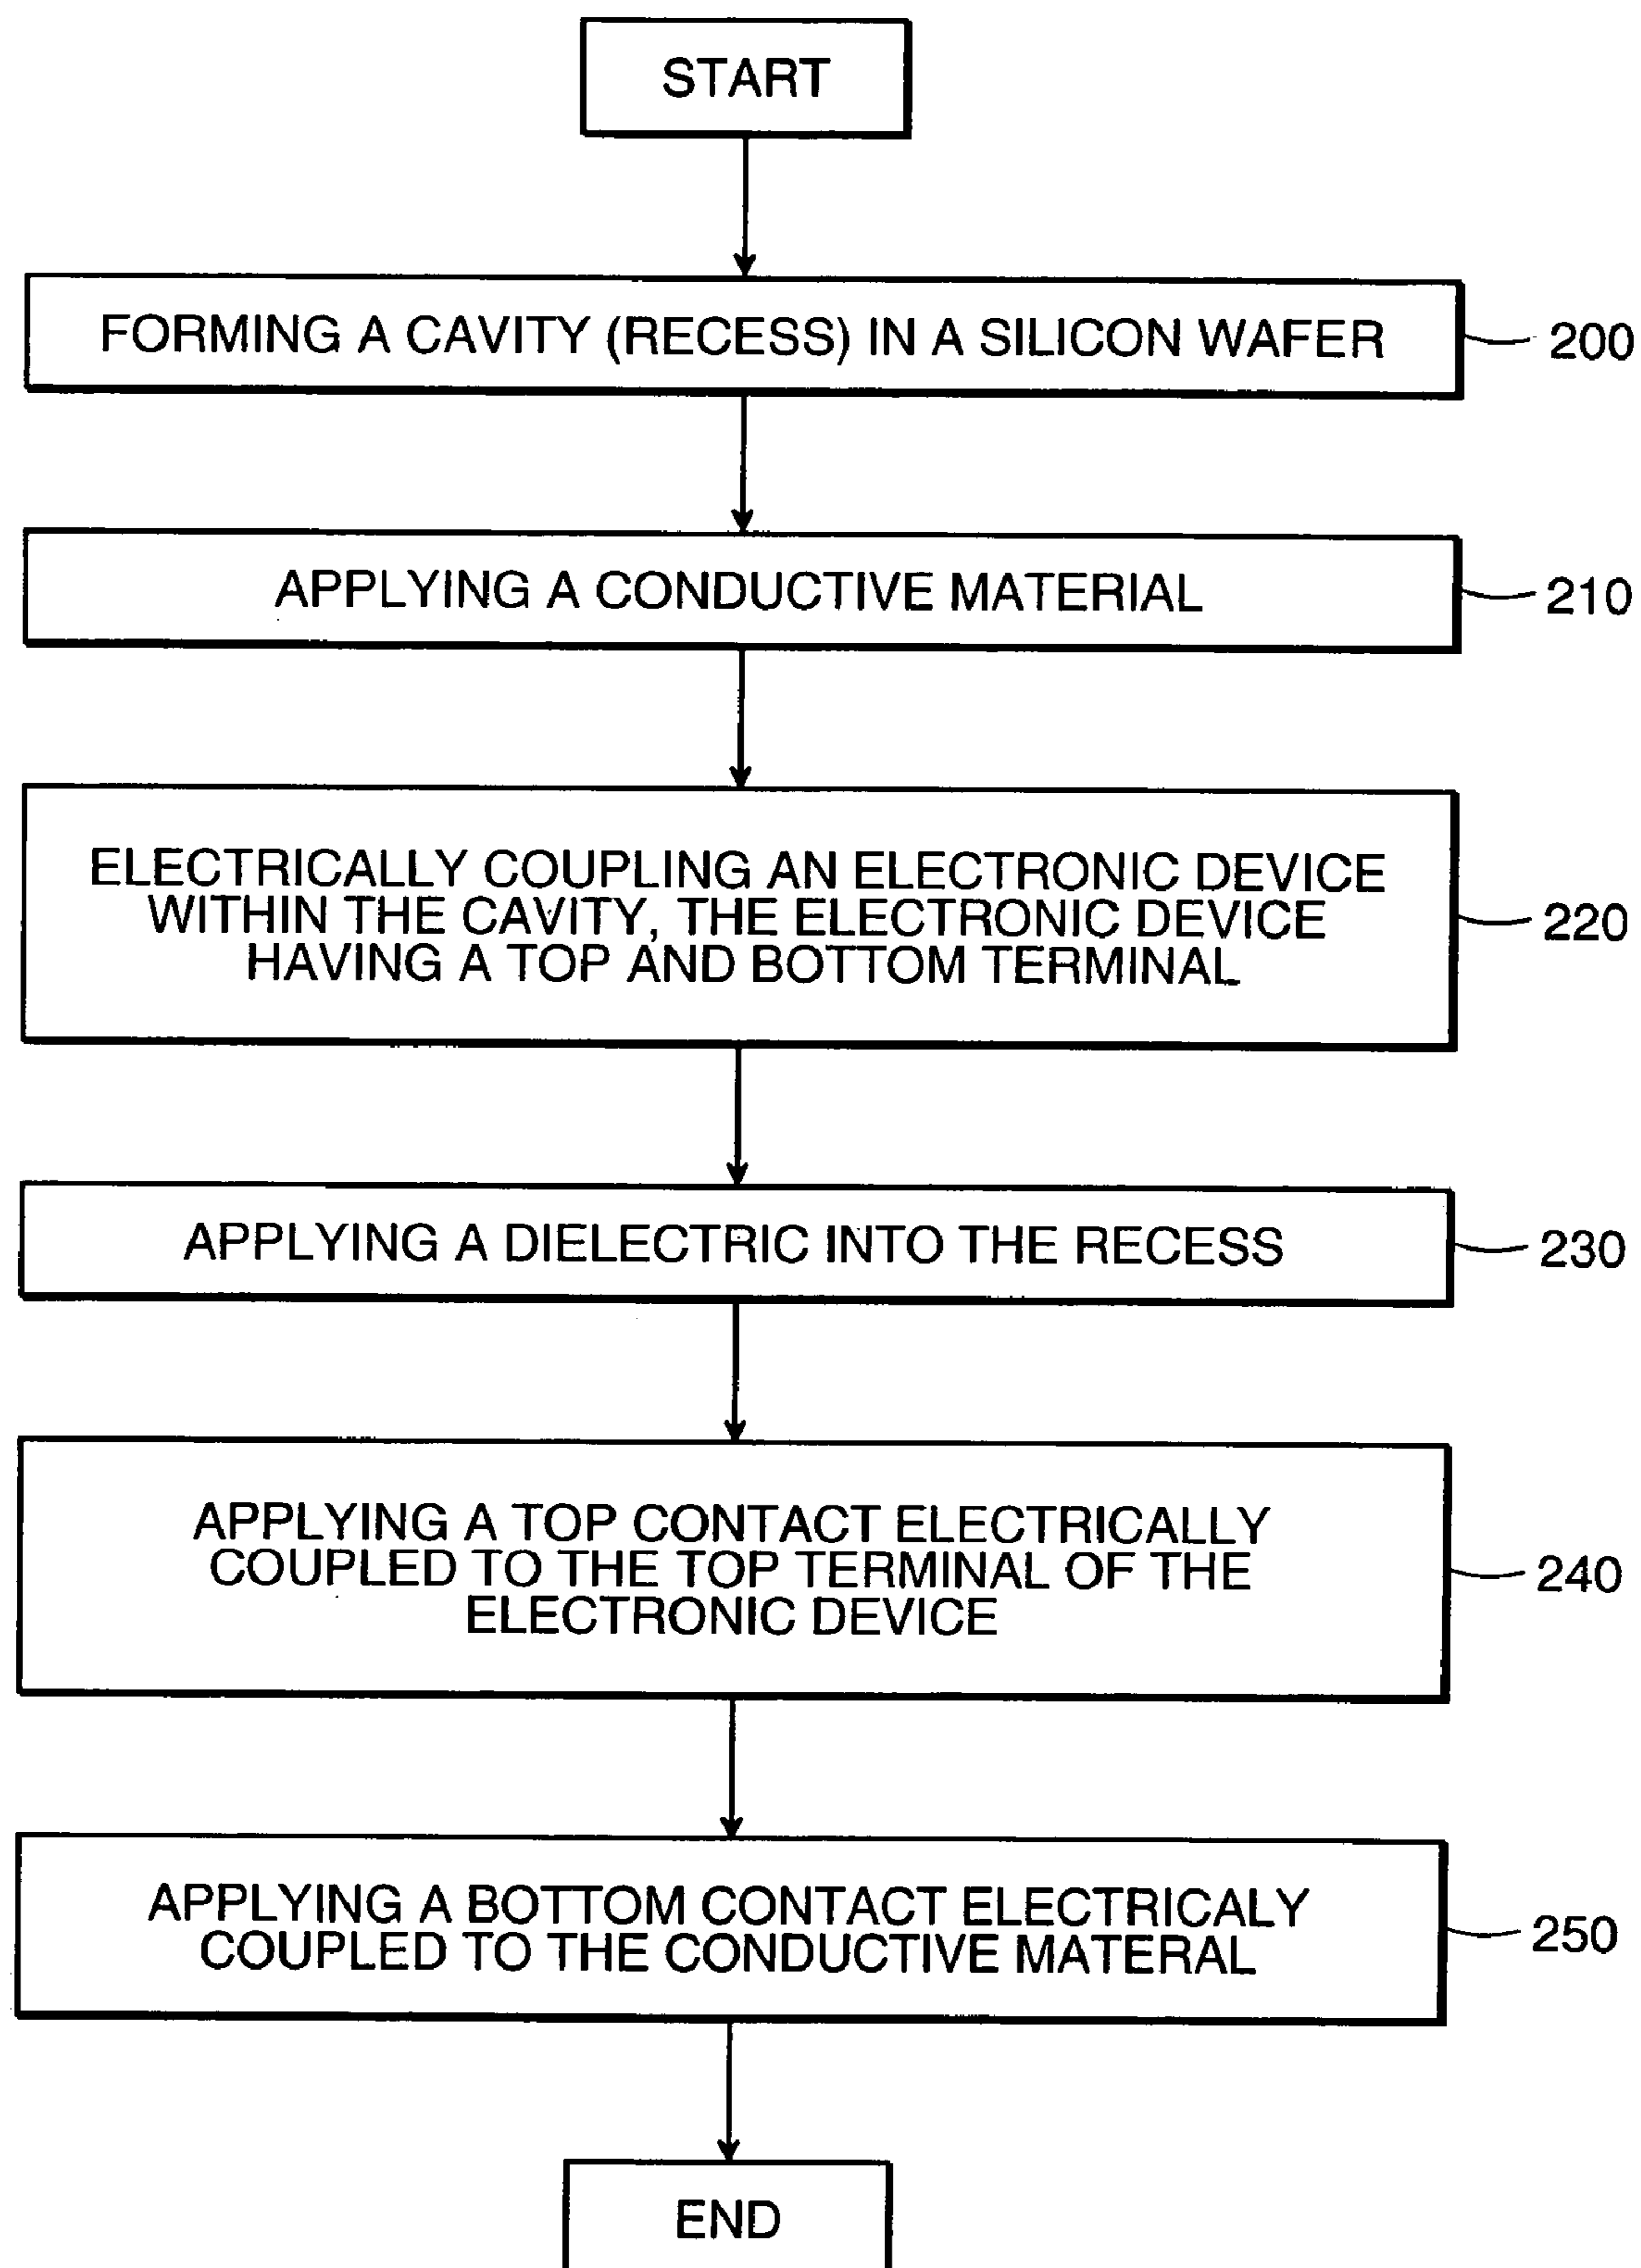 START
FORMING A CAVITY (RECESS) IN A SILICON WAFER
200
APPLYING A CONDUCTIVE MATERIAL
210
ELECTRICALLY COUPLING AN ELECTRONIC DEVICE
WITHIN THE CAVITY, THE ELECTRONIC DEVICE
HAVING A TOP AND BOTTOM TERMINAL
220
APPLYING A DIELECTRIC INTO THE RECESS
230
APPLYING A TOP CONTACT ELECTRICALLY
COUPLED TO THE TOP TERMINAL OF THE
ELECTRONIC DEVICE
240
APPLYING A BOTTOM CONTACT ELECTRICALY
COUPLED TO THE CONDUCTIVE MATERAL
250
END